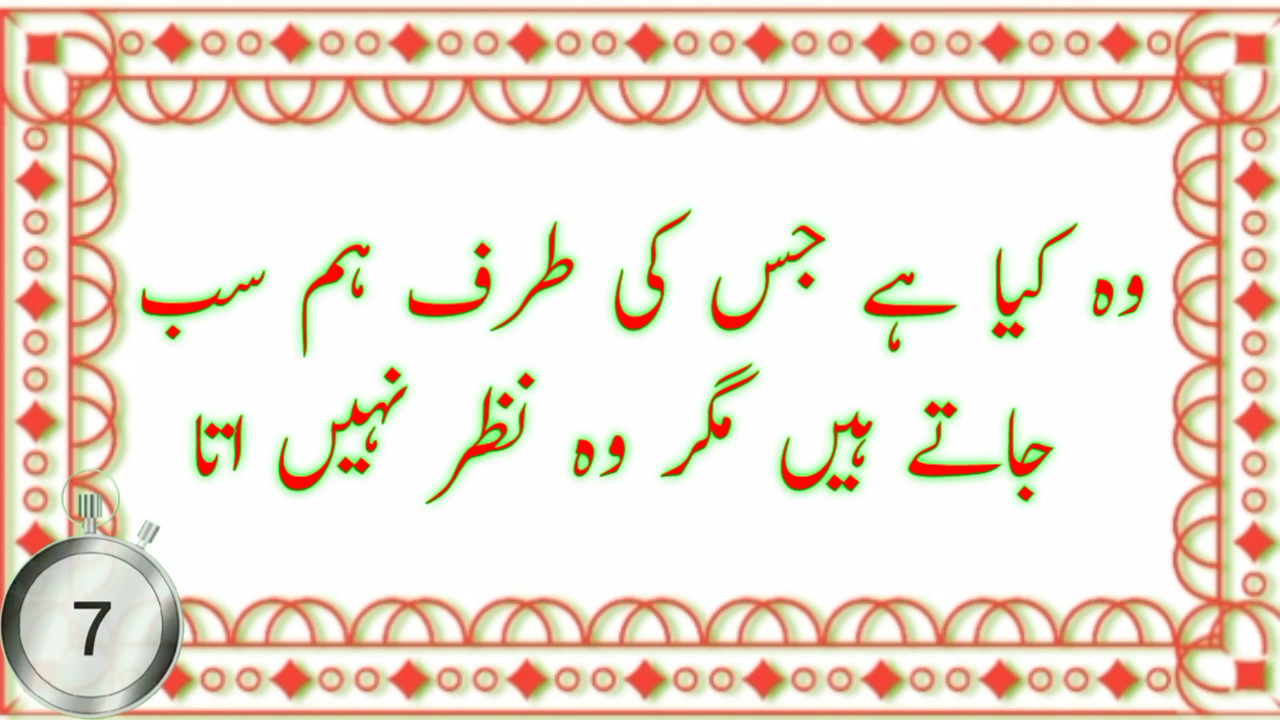 وہ کیا ہے جس کی طرف ہم سب
جاتے ہیں مگر وہ نظر نہیں اتا
7